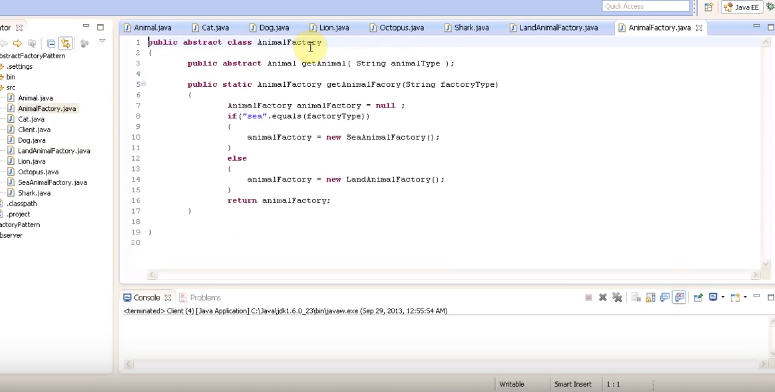 Quick Access
Java EE
Animal.java Cat.java Dog.java Lion.java Octopus.java Shark.java LandAnimalFactory.java AnimalFactory.java
.settings
bin
src
Animal.java
AnimalFactory.java
Cat.java
Client.java
Dog.java
LandAnimalFactory.java
Lion.java
Octopus.java
SeaAnimalFactory.java
Shark.java
.classpath
.project
1 public abstract class AnimalFactory
2 {
3 public abstract Animal getAnimal( String animalType );
4
5 public static AnimalFactory getAnimalFacory(String factoryType)
6 {
7 AnimalFactory animalFactory = null ;
8 if("sea".equals(factoryType))
9 {
10 animalFactory = new SeaAnimalFactory();
11 }
12 else
13 {
14 animalFactory = new LandAnimalFactory();
15 }
16 return animalFactory;
17 }
18
19 }
20
Console Problems
<terminated> Client (4) [Java Application] C:\Java\jdk1.6.0_23\bin\javaw.exe (Sep 29, 2013, 12:55:54 AM)
Writable Smart Insert 1 : 1